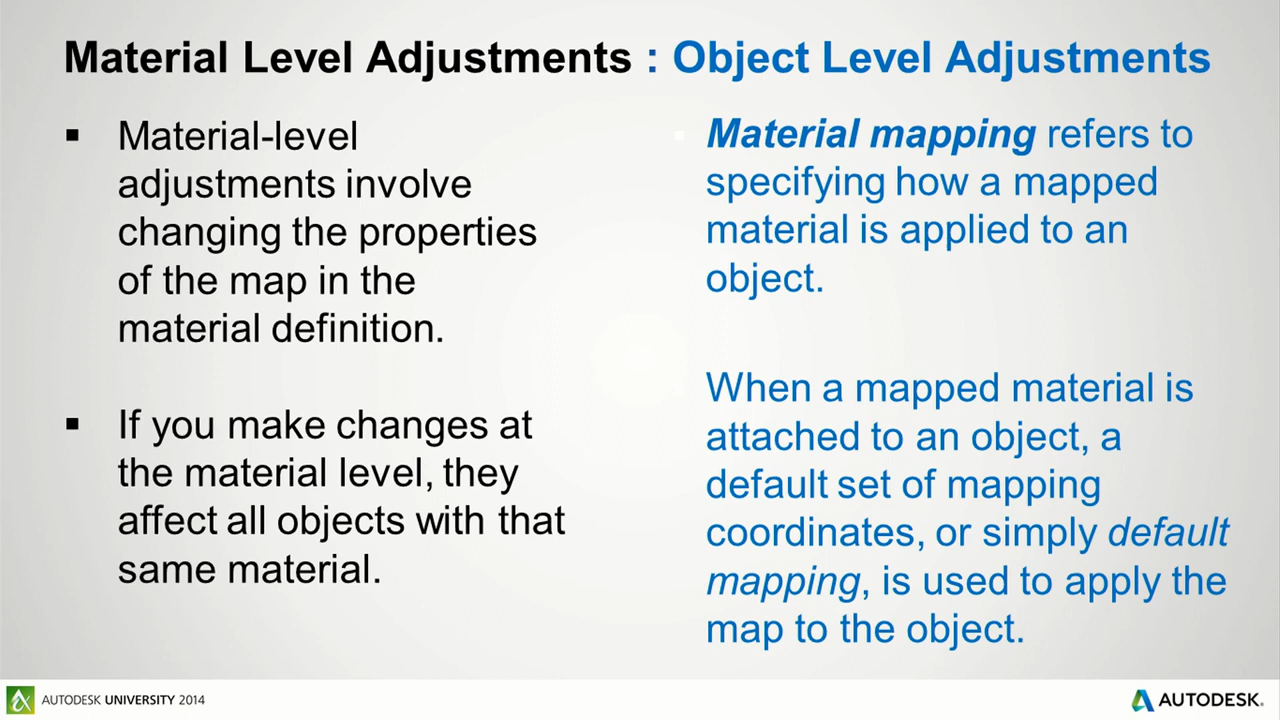 Material Level Adjustments : Object Level Adjustments
▪ Material-level
adjustments involve
changing the properties
of the map in the
material definition.
▪ If you make changes at
the material level, they
affect all objects with that
same material.
▪ Material mapping refers to
specifying how a mapped
material is applied to an
object.
When a mapped material is
attached to an object, a
default set of mapping
coordinates, or simply default
mapping, is used to apply the
map to the object.
AUTODESK UNIVERSITY 2014
AUTODESK®